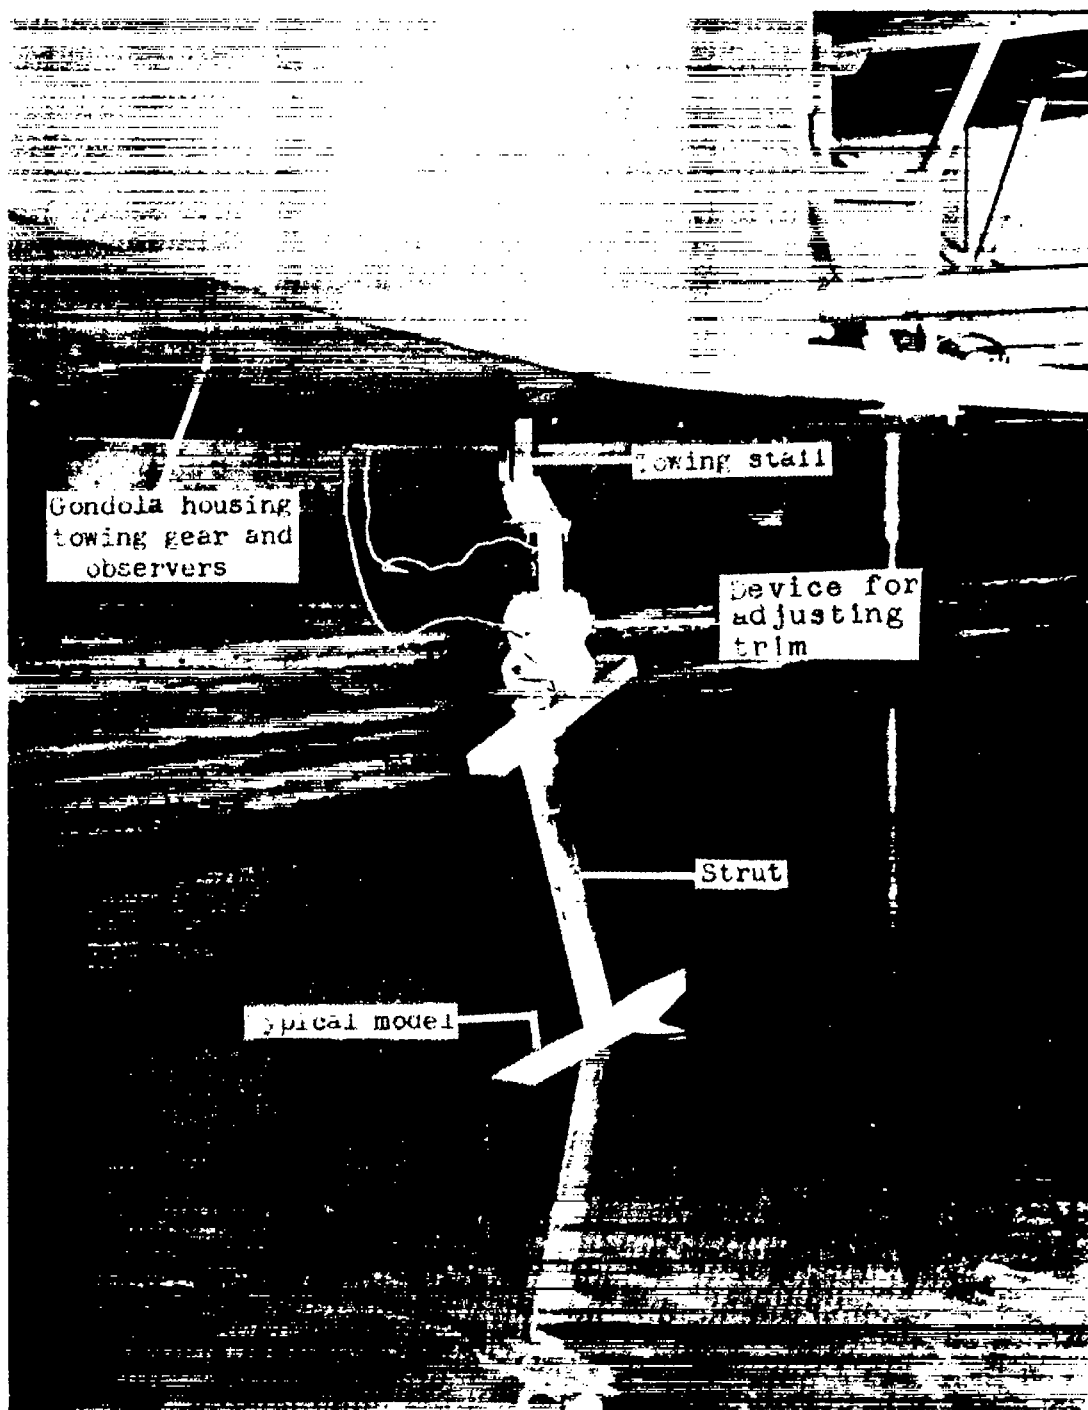 Towing staff
Gondola housing
towing gear and
observers
Device for
adjusting
trim
Strut
Typical model